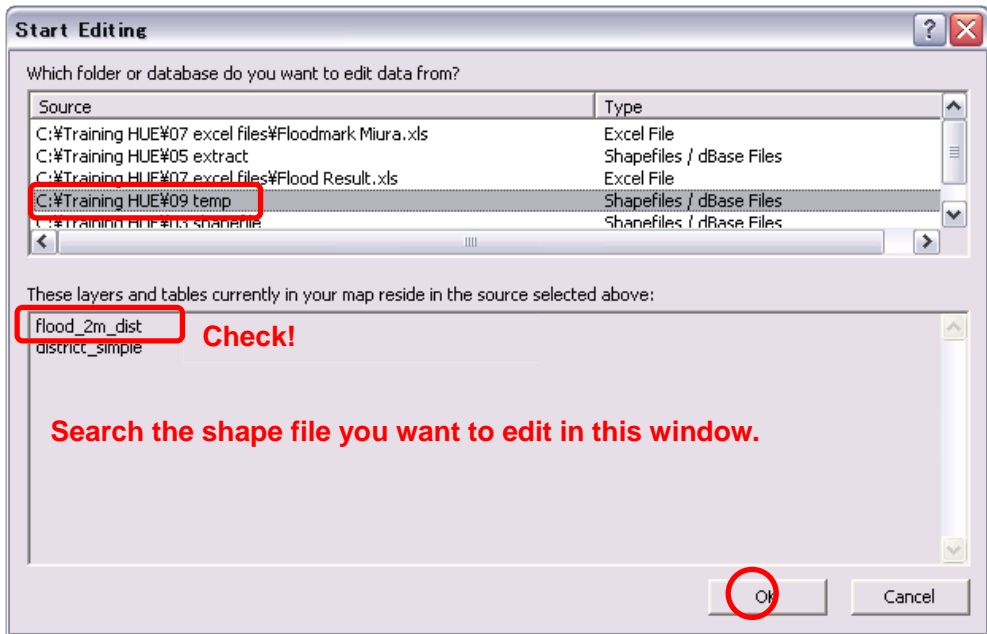 Start Editing
Which folder or database do you want to edit data from?
Source Type
C:¥Training HUE¥07 excel files¥Floodmark Miura.xls Excel File
C:¥Training HUE¥05 extract Shapefiles / dBase Files
C:¥Training HUE¥07 excel files¥Flood Result.xls Excel File
C:¥Training HUE¥09 temp Shapefiles / dBase Files
C:¥Training HUE¥03 shapefile Shapefiles / dBase Files
These layers and tables currently in your map reside in the source selected above:
flood_2m_dist
Check!
district_simple
Search the shape file you want to edit in this window.
OK Cancel